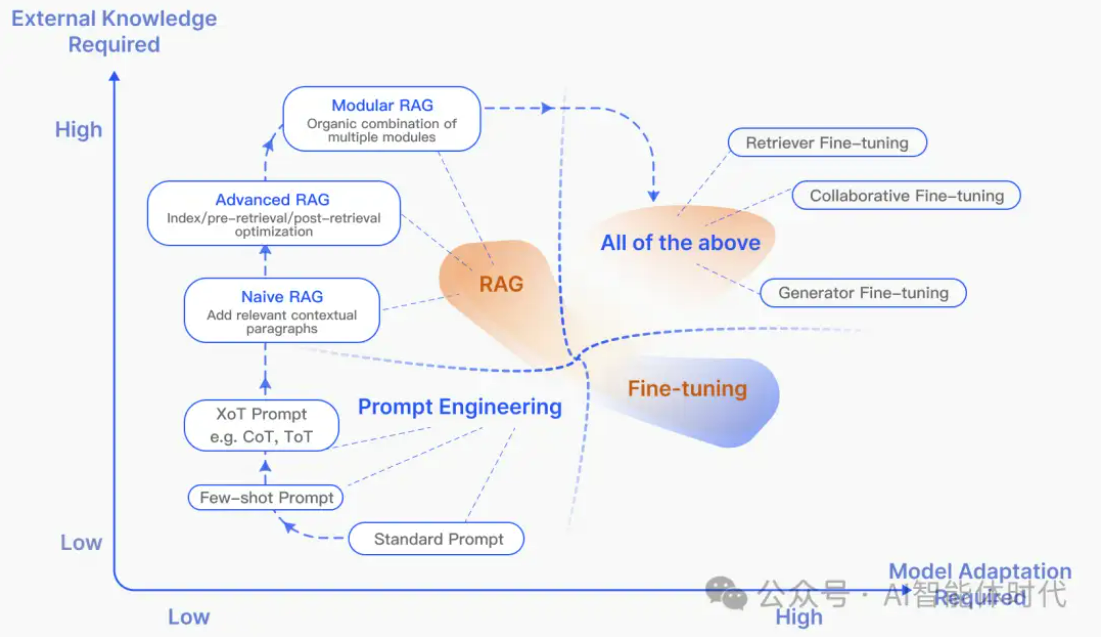 External Knowledge
Required
High
Modular RAG
Organic combination of
multiple modules
Retriever Fine-tuning
Advanced RAG
Index/pre-retrieval/post-retrieval
optimization
Collaborative Fine-tuning
All of the above
RAG
Naive RAG
Add relevant contextual
paragraphs
Generator Fine-tuning
Fine-tuning
XoT Prompt
e.g. CoT, ToT
Prompt Engineering
Few-shot Prompt
Standard Prompt
Low
Model Adaptation
Required
公众号 · AI智能体时代
Low
High